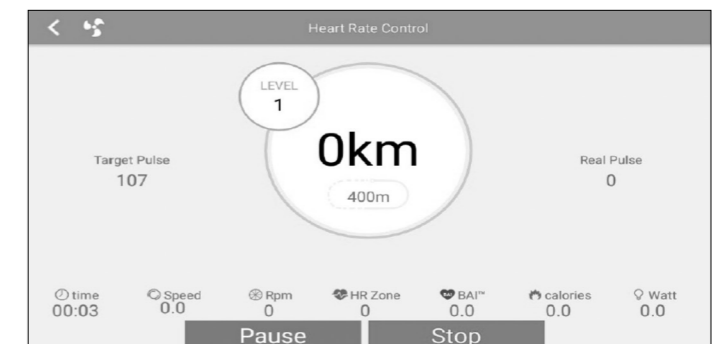 Heart Rate Control
LEVEL
1
0km
400m
Target Pulse
107
Real Pulse
0
time Speed Rpm HR Zone BAI™ calories Watt
00:03 0.0 0 0 0.0 0.0 0.0
Pause Stop